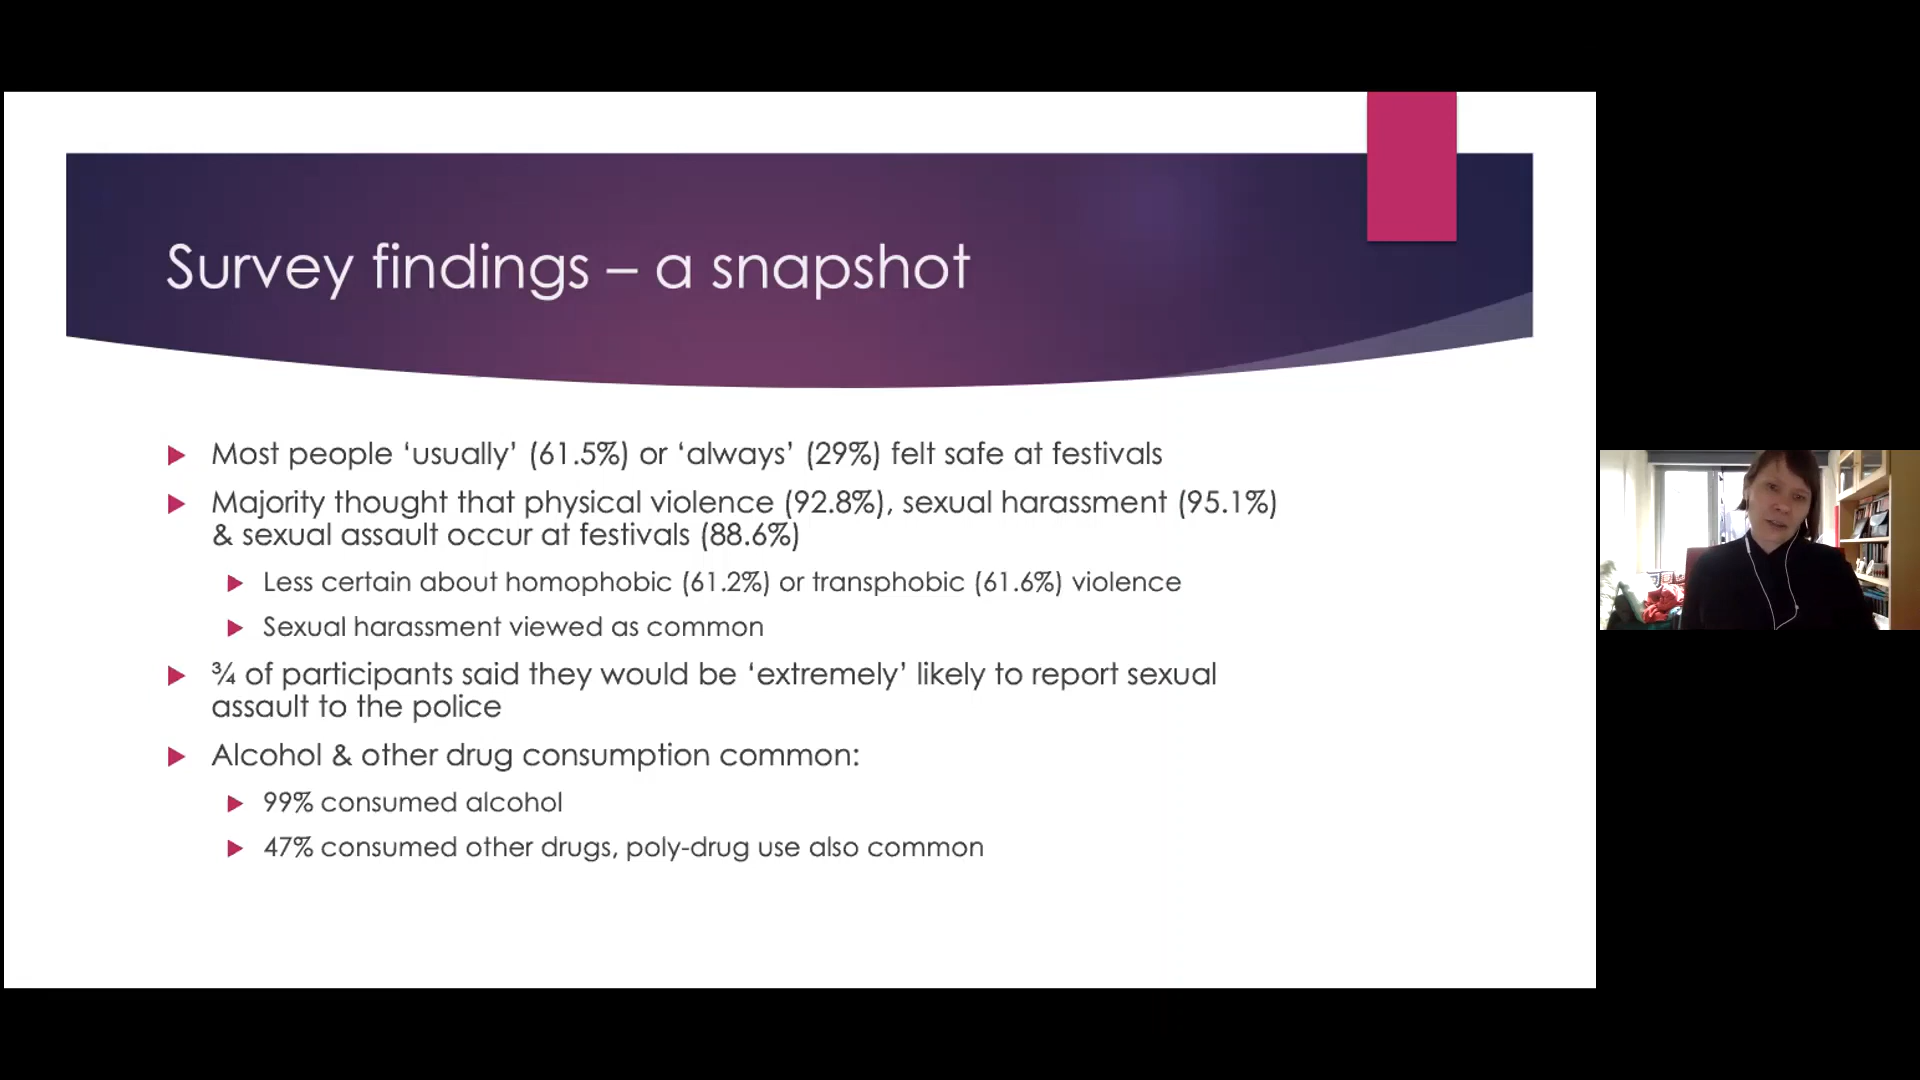 Survey findings – a snapshot
Most people ‘usually’ (61.5%) or ‘always’ (29%) felt safe at festivals
Majority thought that physical violence (92.8%), sexual harassment (95.1%)
& sexual assault occur at festivals (88.6%)
Less certain about homophobic (61.2%) or transphobic (61.6%) violence
Sexual harassment viewed as common
¾ of participants said they would be ‘extremely’ likely to report sexual
assault to the police
Alcohol & other drug consumption common:
99% consumed alcohol
47% consumed other drugs, poly-drug use also common